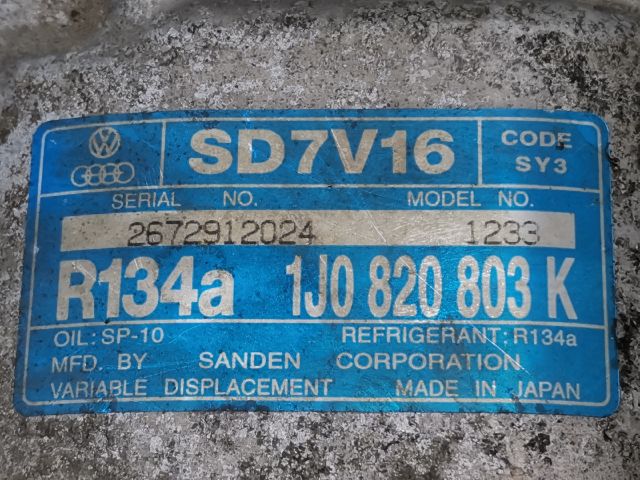 SD7V16
CODE
SY3
SERIAL NO. MODEL NO.
2672912024 1233
R134a 1J0 820 803 K
OIL: SP-10 REFRIGERANT: R134a
MFD. BY SANDEN CORPORATION
VARIABLE DISPLACEMENT MADE IN JAPAN